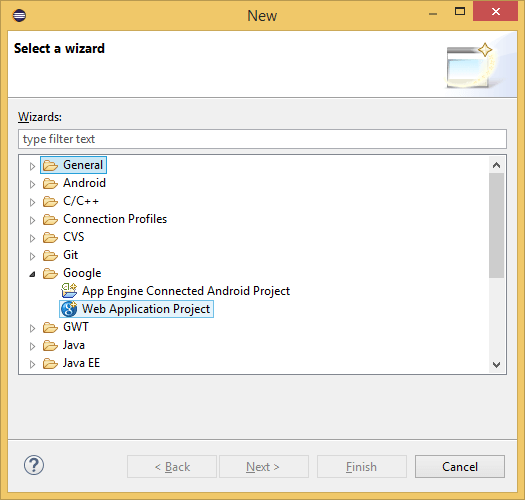 New
Select a wizard
Wizards:
type filter text
General
Android
C/C++
Connection Profiles
CVS
Git
Google
App Engine Connected Android Project
Web Application Project
GWT
Java
Java EE
?
< Back
Next >
Finish
Cancel